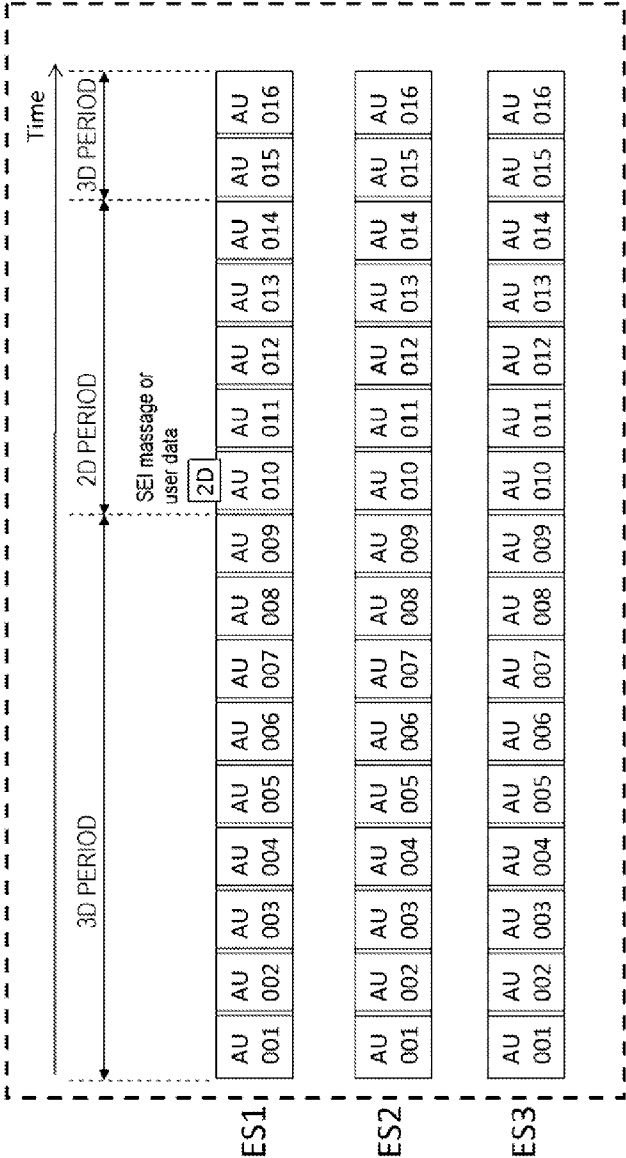 Time
3D PERIOD
2D PERIOD
3D PERIOD
SEI massage or
user data
2D
ES1
AU 001
AU 002
AU 003
AU 004
AU 005
AU 006
AU 007
AU 008
AU 009
AU 010
AU 011
AU 012
AU 013
AU 014
AU 015
AU 016
ES2
AU 001
AU 002
AU 003
AU 004
AU 005
AU 006
AU 007
AU 008
AU 009
AU 010
AU 011
AU 012
AU 013
AU 014
AU 015
AU 016
ES3
AU 001
AU 002
AU 003
AU 004
AU 005
AU 006
AU 007
AU 008
AU 009
AU 010
AU 011
AU 012
AU 013
AU 014
AU 015
AU 016